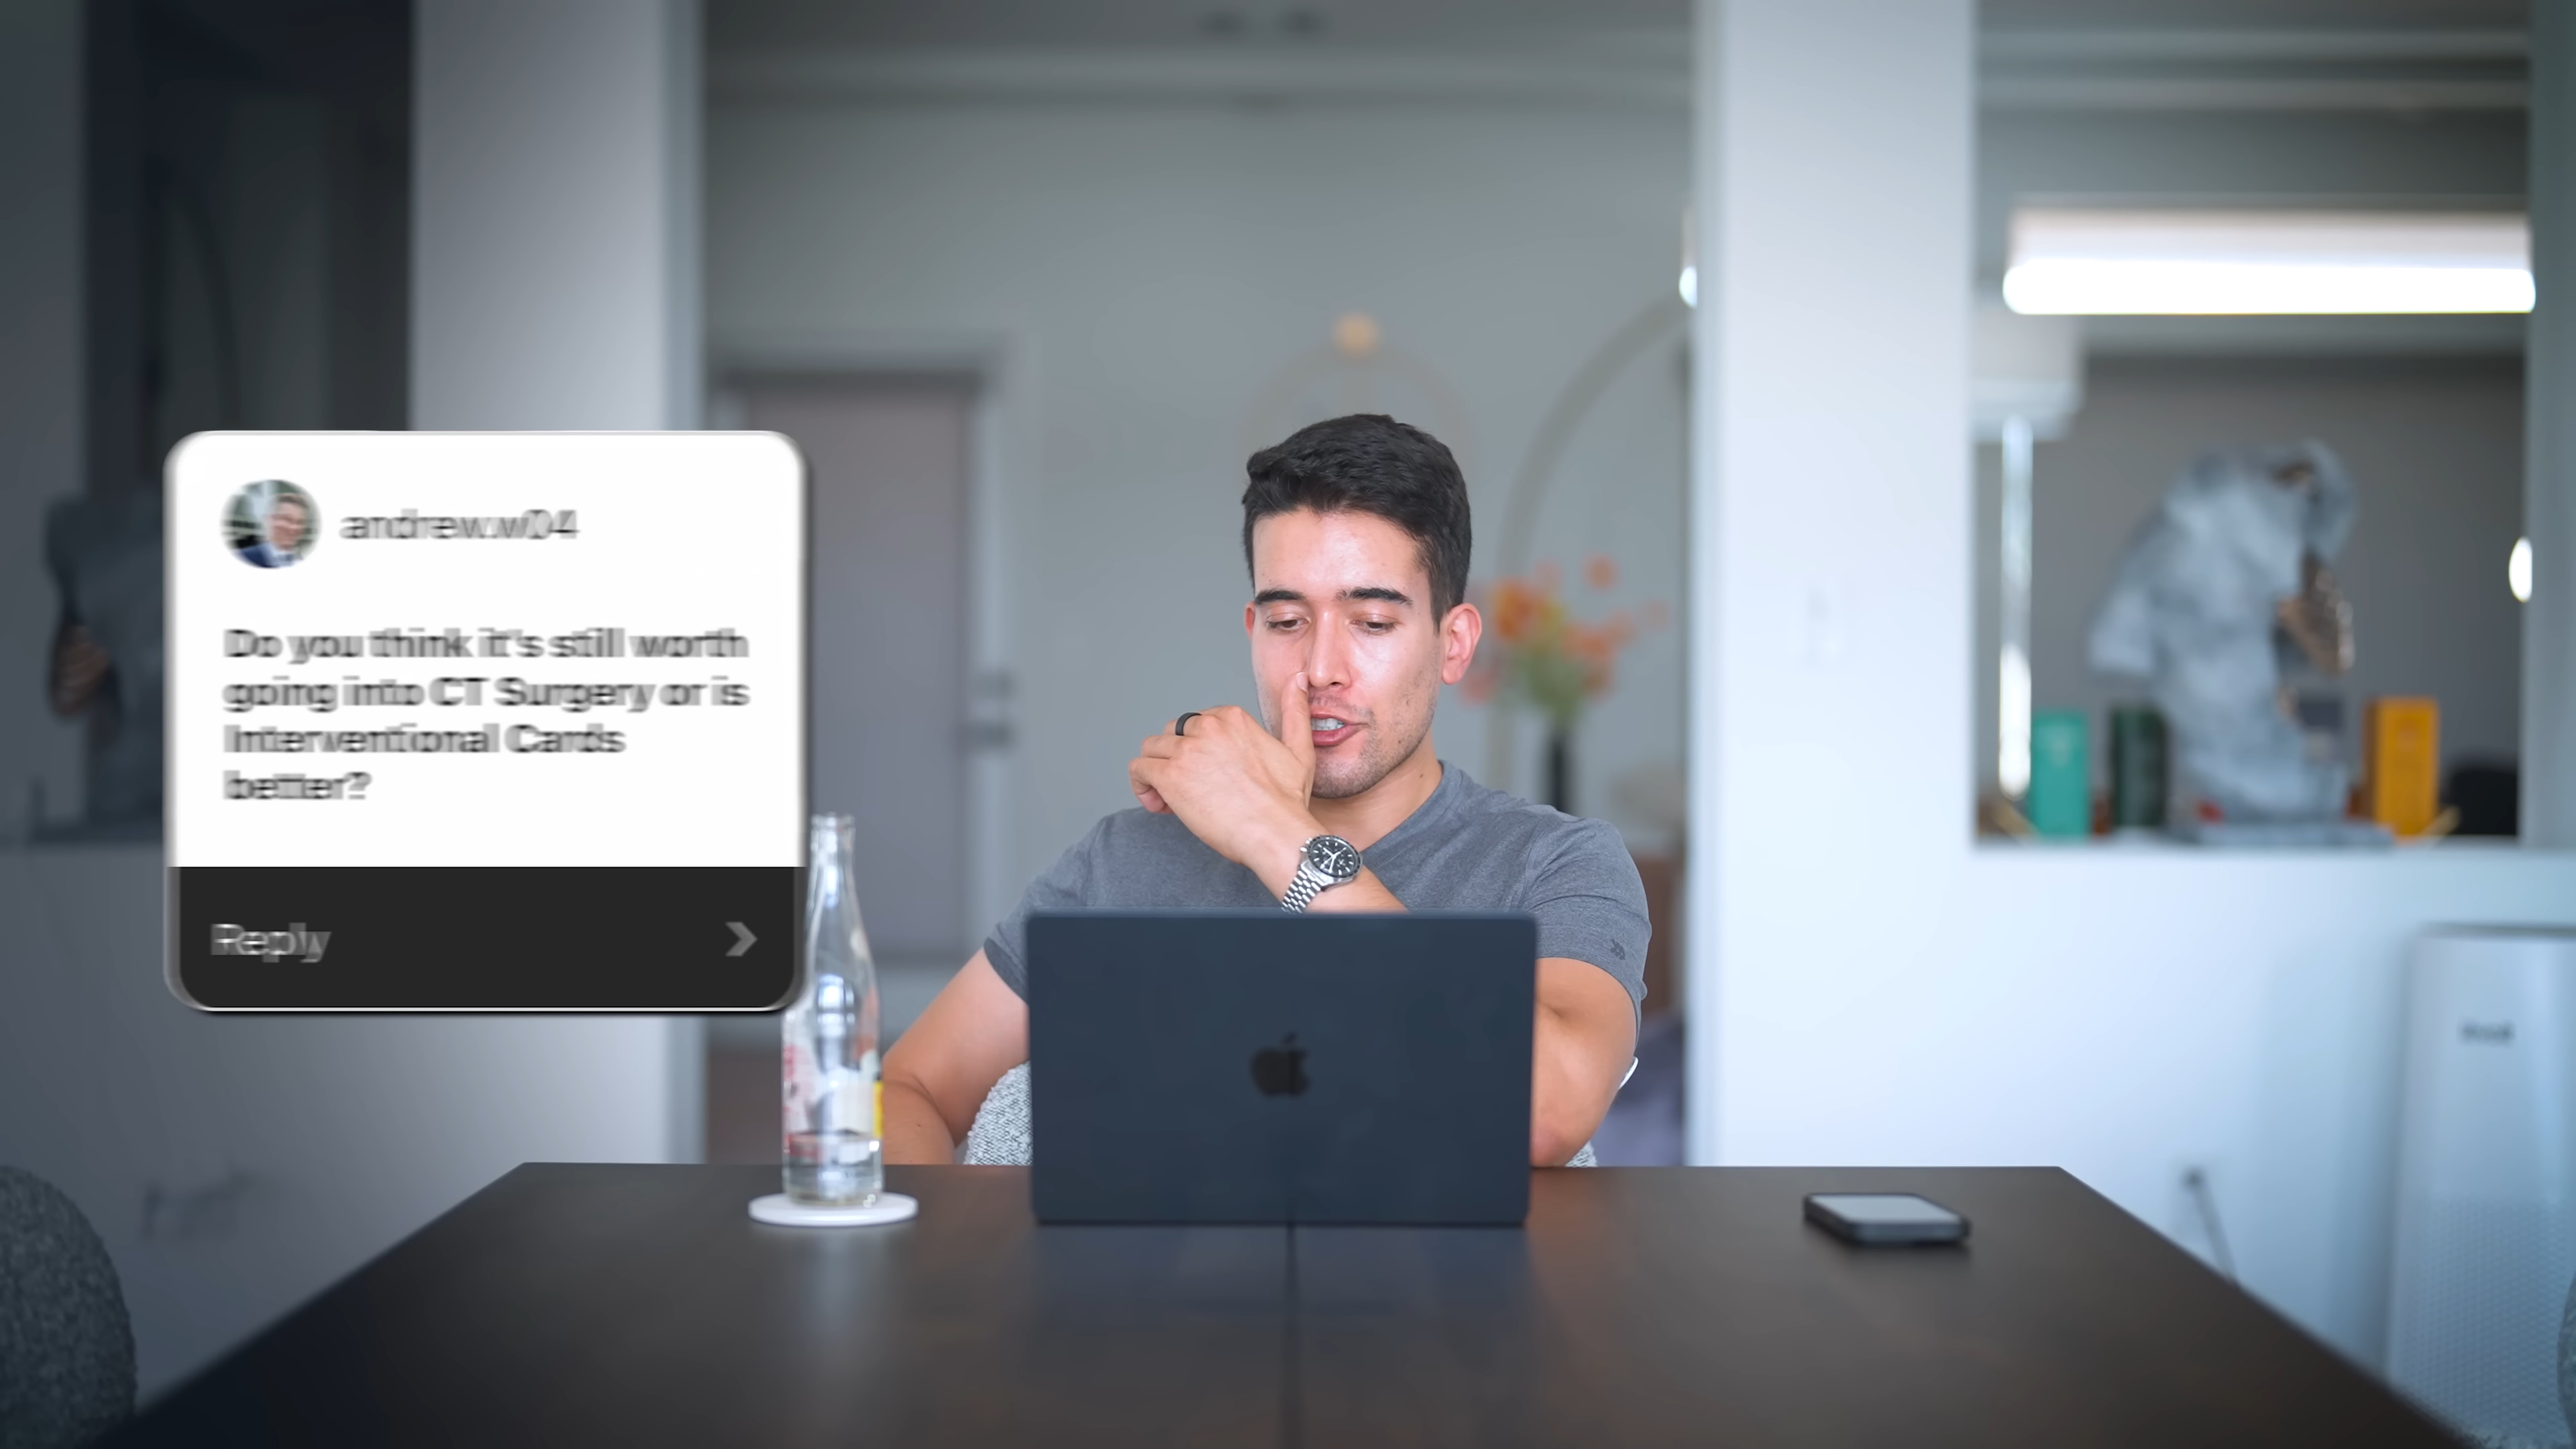 andrew.w04
Do you think it's still worth
going into CT Surgery or is
Interventional Cards
better?
Reply